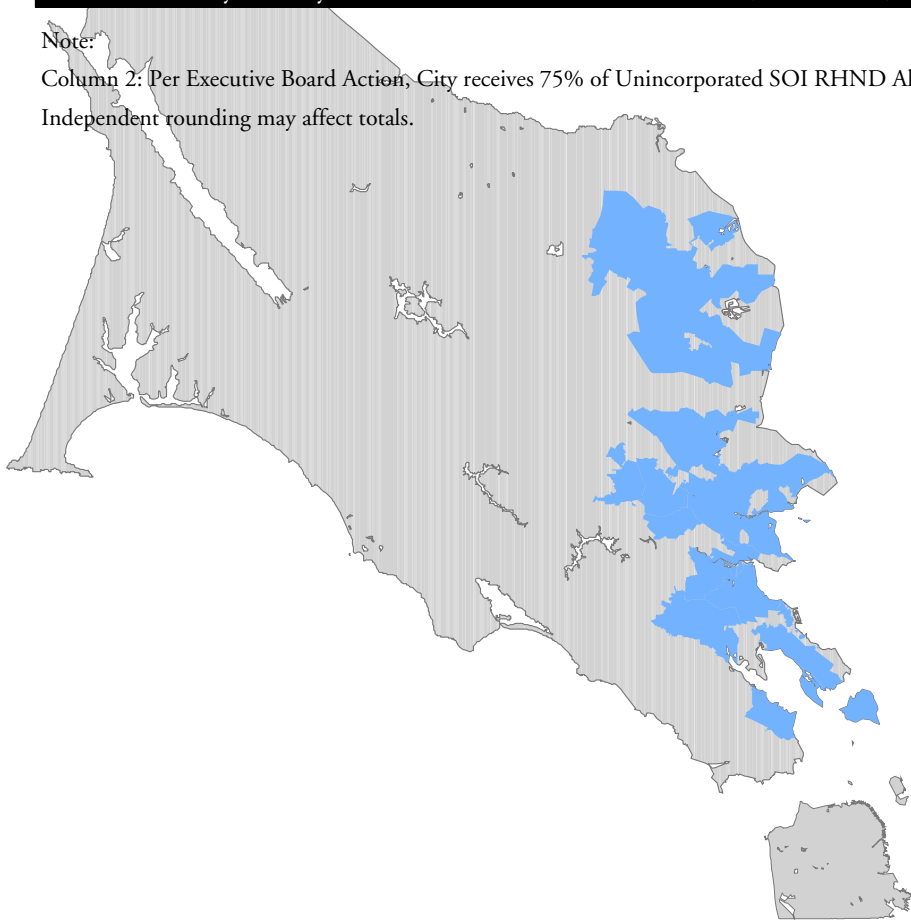 Note:
Column 2: Per Executive Board Action, City receives 75% of Unincorporated SOI RHND
Independent rounding may affect totals.